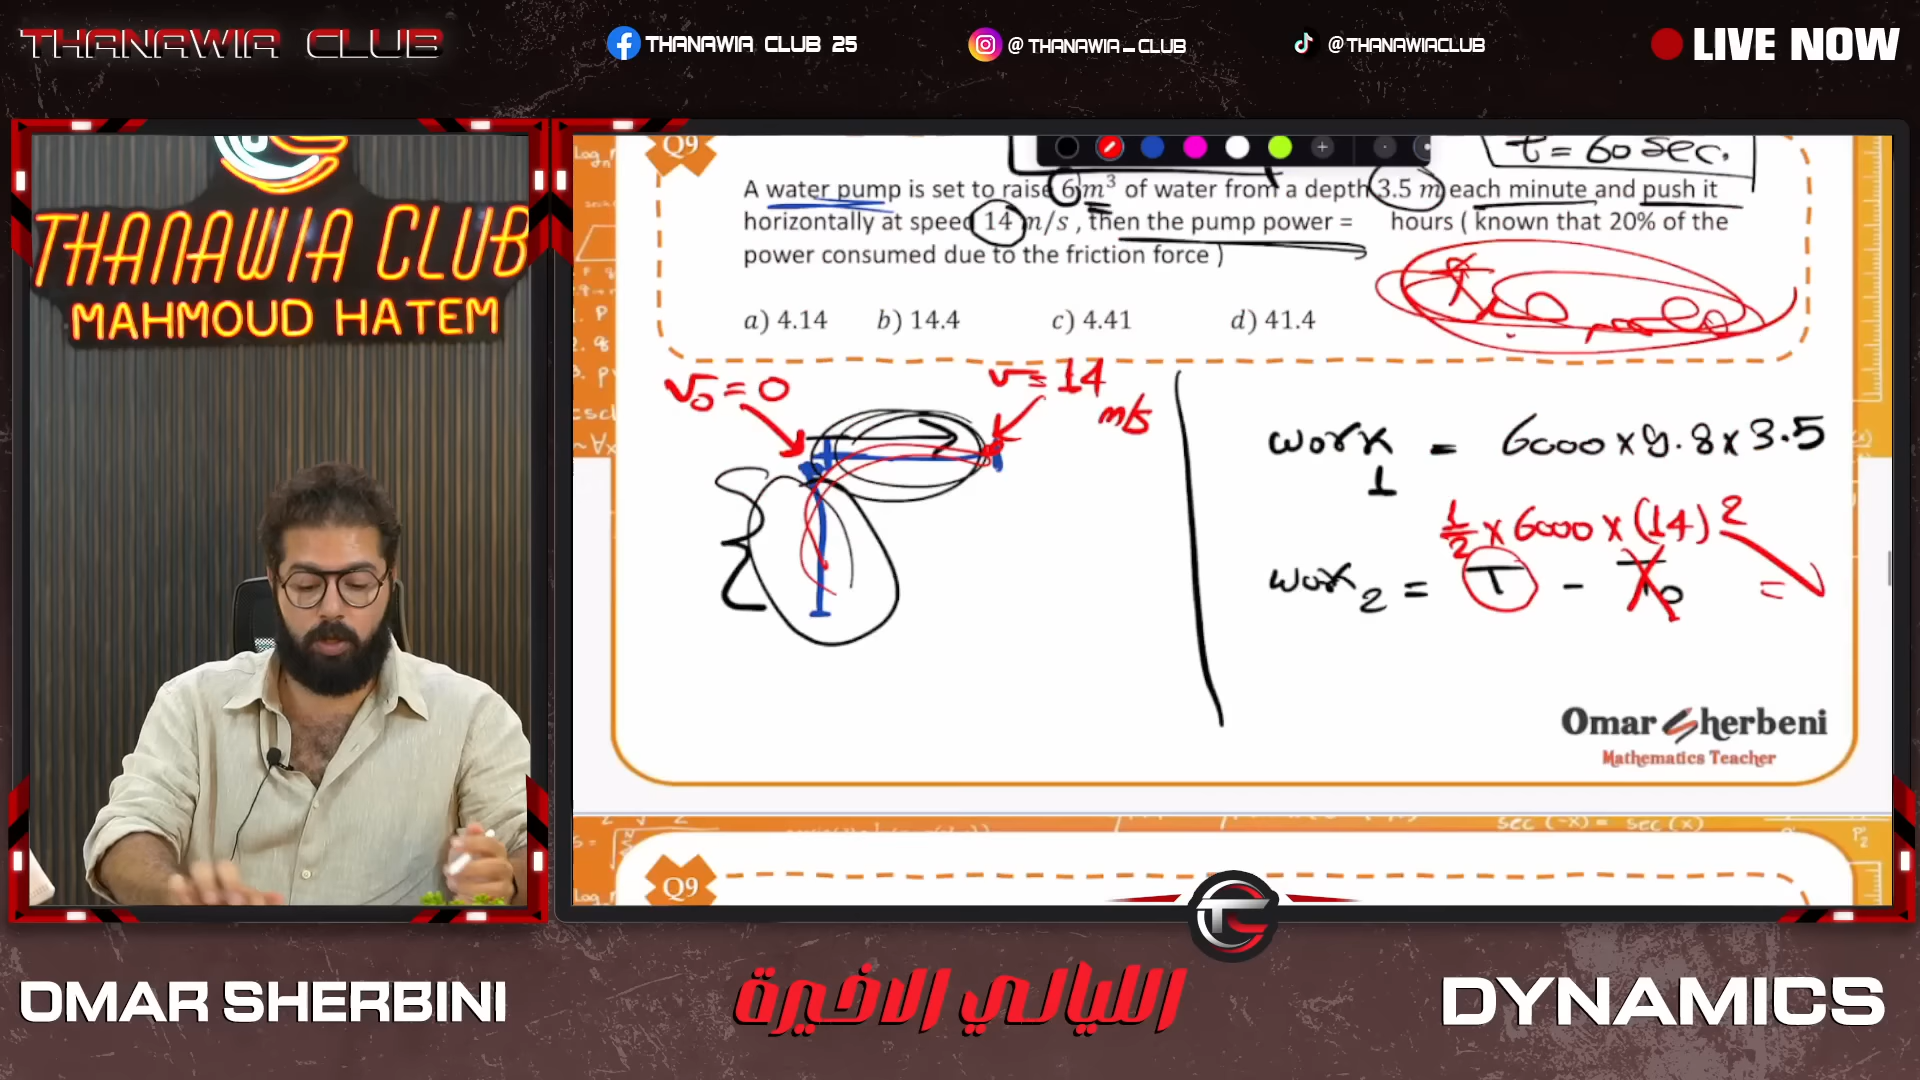 THANAWIA CLUB
THANAWIA CLUB 25
@THANAWIA_CLUB
@THANAWIACLUB
LIVE NOW
THANAWIA CLUB
MAHMOUD HATEM
Q9
t = 60 sec.
A water pump is set to raise 6 m³ of water from a depth 3.5 m each minute and push it
horizontally at speed 14 m/s , then the pump power = hours ( known that 20% of the
power consumed due to the friction force )
a) 4.14 b) 14.4 c) 4.41 d) 41.4
v₀ = 0
v = 14
m/s
work₁ = 6000 × 9.8 × 3.5
½ × 6000 × (14)²
work₂ = T - T₀ =
Omar Sherbeni
Mathematics Teacher
sec (-x) = sec (x)
Q9
TC
OMAR SHERBINI
الليالي الاخيرة
DYNAMICS